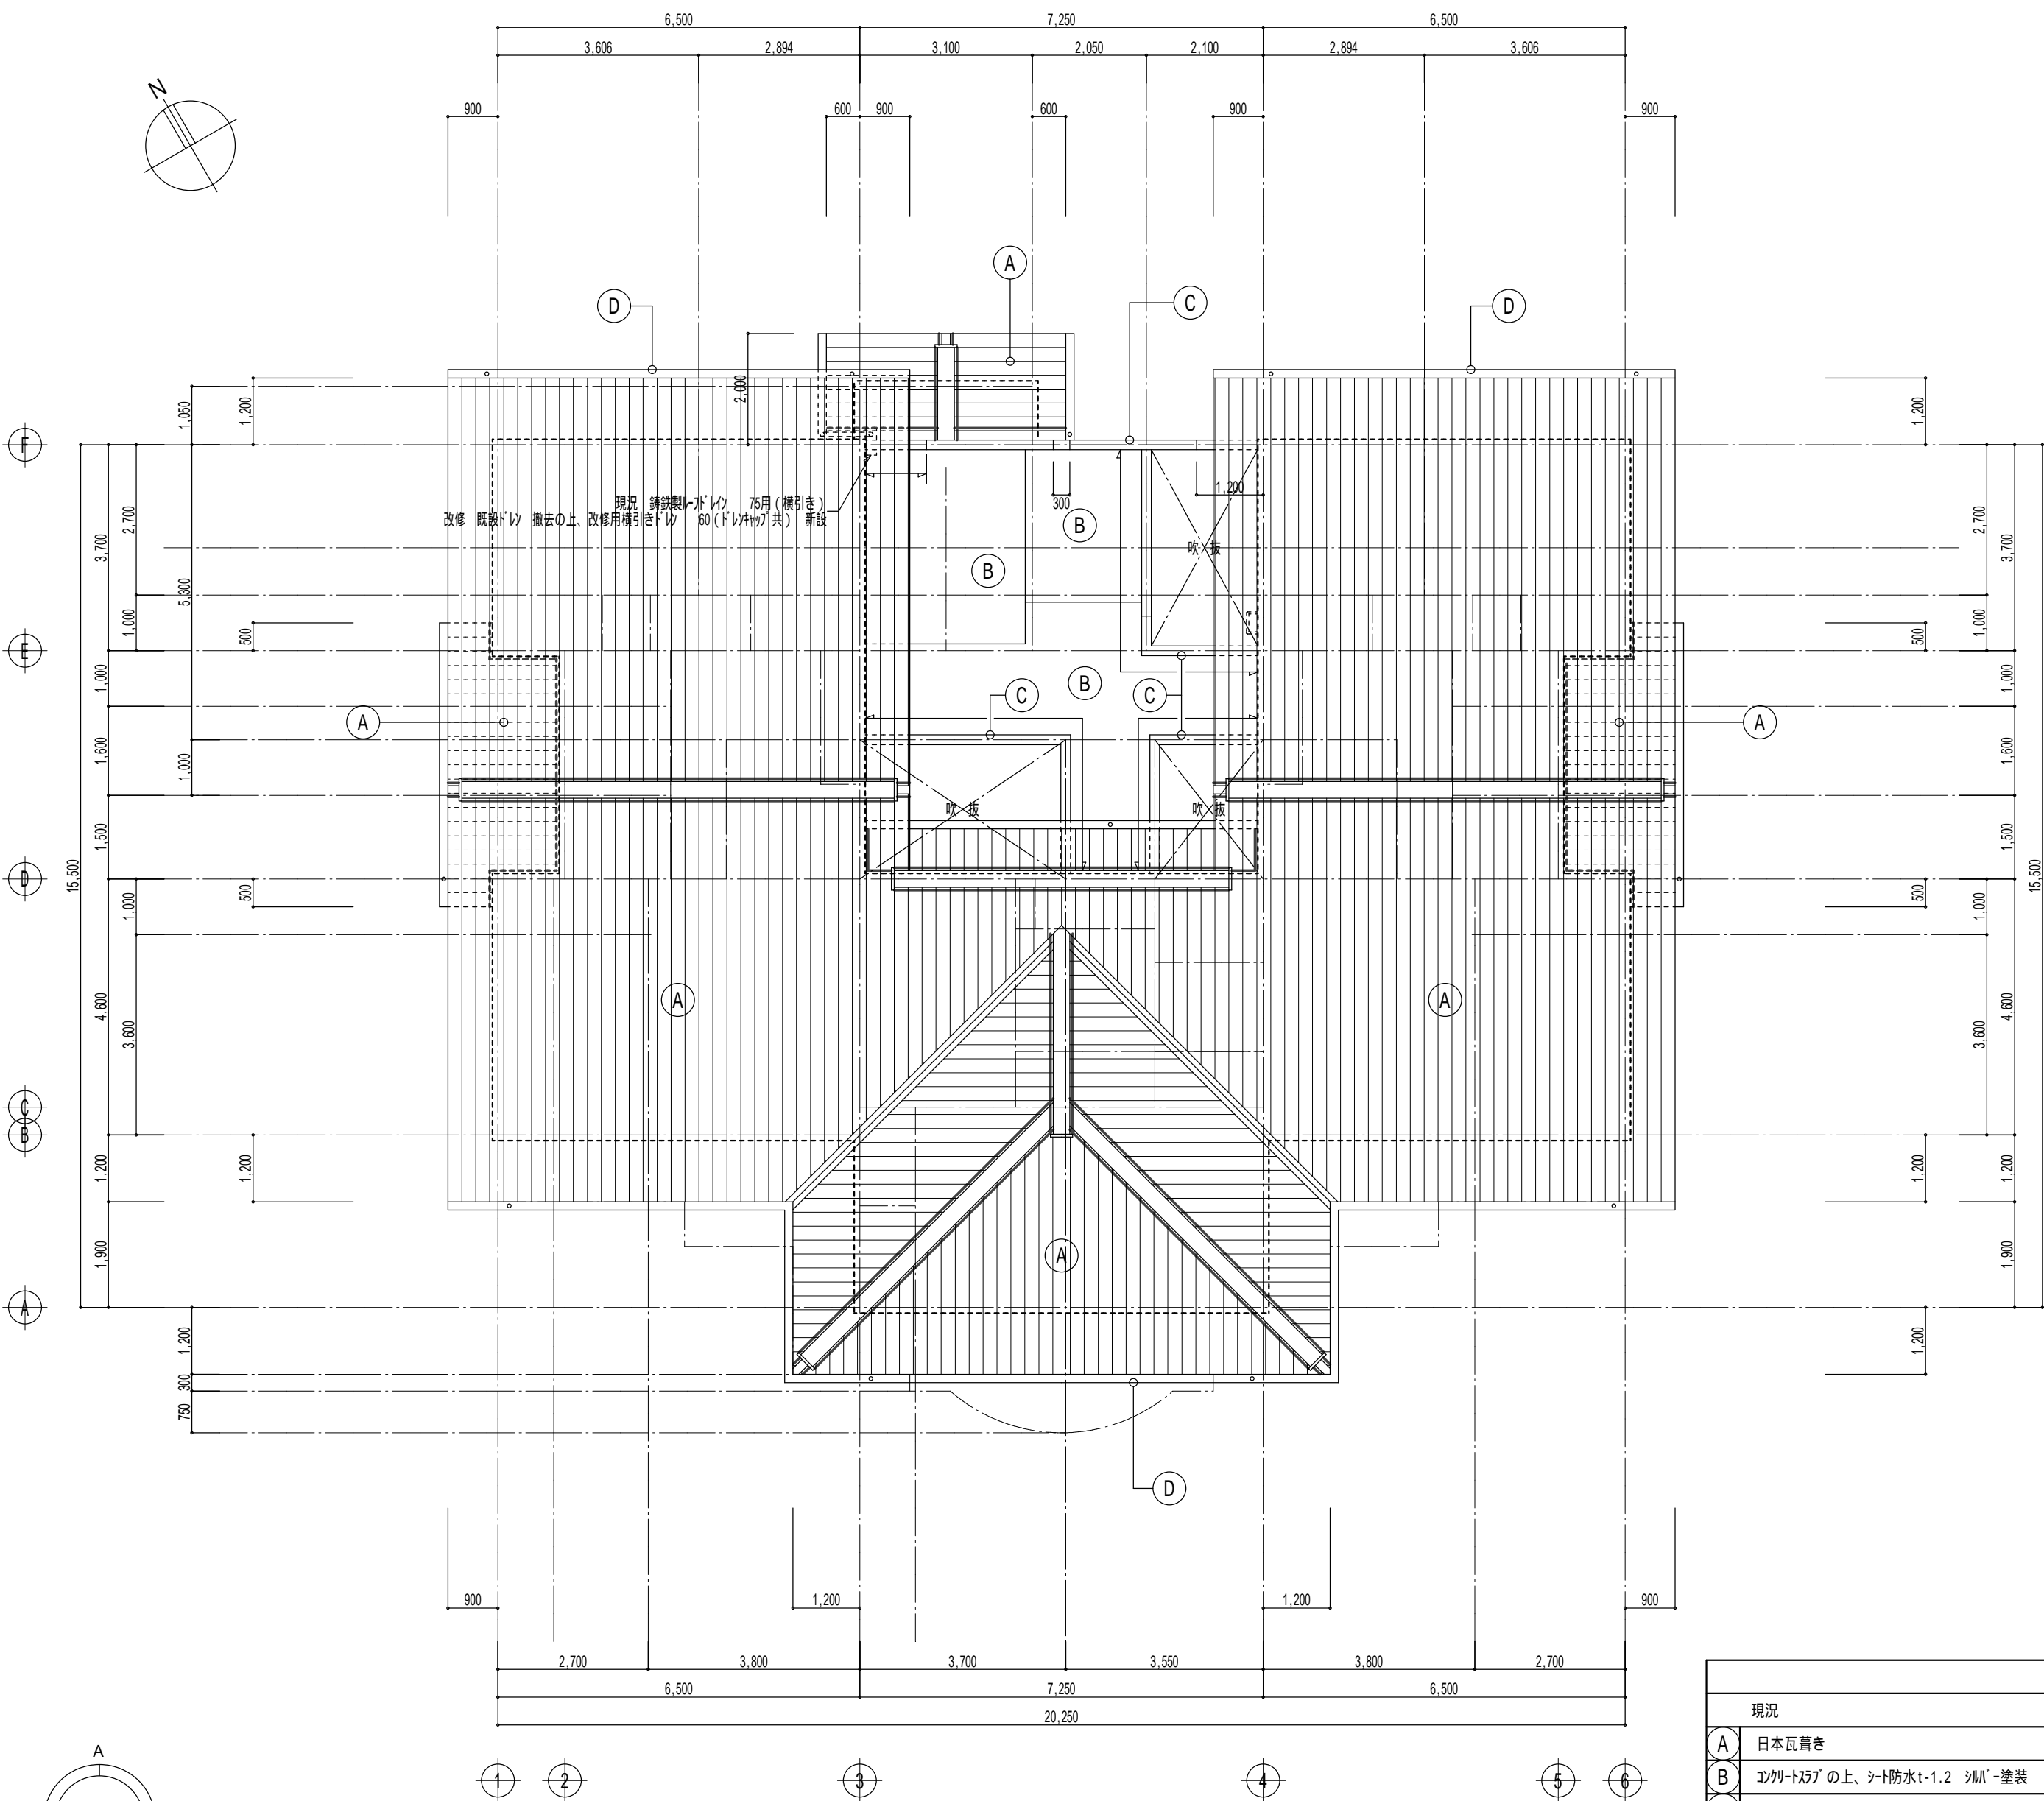 6,500 7,250 6,500
3,606 2,894 3,100 2,050 2,100 2,894 3,606
N
900 600 900 600 900 900
A
D C D
2,000
1,050 1,200 1,200
F
現況 鋳鉄製ﾙｰﾌﾄﾞﾚｲﾝ 75用(横引き)
改修 既設ﾄﾞﾚﾝ 撤去の上、改修用横引きﾄﾞﾚﾝ 60(ﾄﾞﾚﾝｷｬｯﾌﾟ共) 新設
300 1,200
B
吹 抜
B
2,700 3,700 5,300 2,700 3,700
1,000 500 500 1,000
E
B
C C
A A
1,000 1,600 1,000 1,000 1,600
吹 抜 吹 抜
1,500 1,500
D
15,500 500 500 15,500
1,000 1,000
A A
4,600 3,600 3,600 4,600
C
B
1,200 1,200 1,200 1,200
A
1,900 1,900
A
1,200 1,200
300
750
D
900 1,200 1,200 900
2,700 3,800 3,700 3,550 3,800 2,700
6,500 7,250 6,500
20,250
現況
A 日本瓦葺き
B ｺﾝｸﾘｰﾄｽﾗﾌﾞの上、ｼｰﾄ防水t-1.2 ｼﾙﾊﾞｰ塗装
A
1 2 3 4 5 6